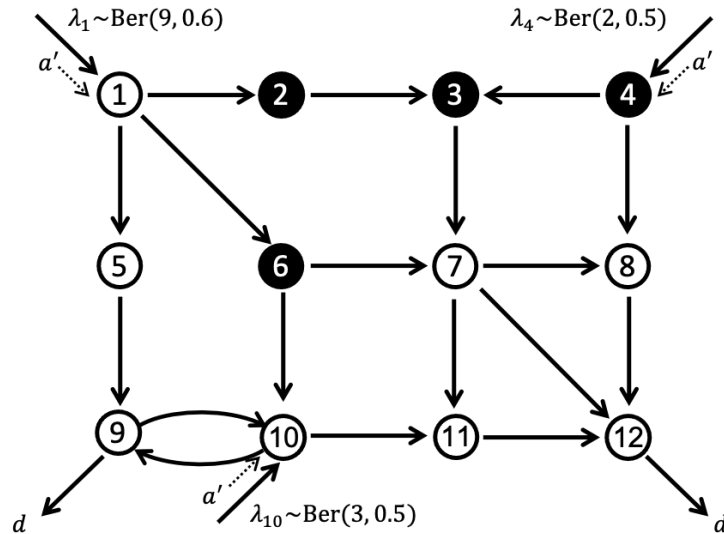 λ₁~Ber(9, 0.6)
λ₄~Ber(2, 0.5)
a′
a′
1
2
3
4
5
6
7
8
9
10
11
12
a′
λ₁₀~Ber(3, 0.5)
d
d